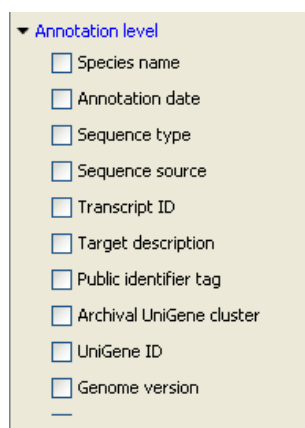 Annotation level
Species name
Annotation date
Sequence type
Sequence source
Transcript ID
Target description
Public identifier tag
Archival UniGene cluster
UniGene ID
Genome version